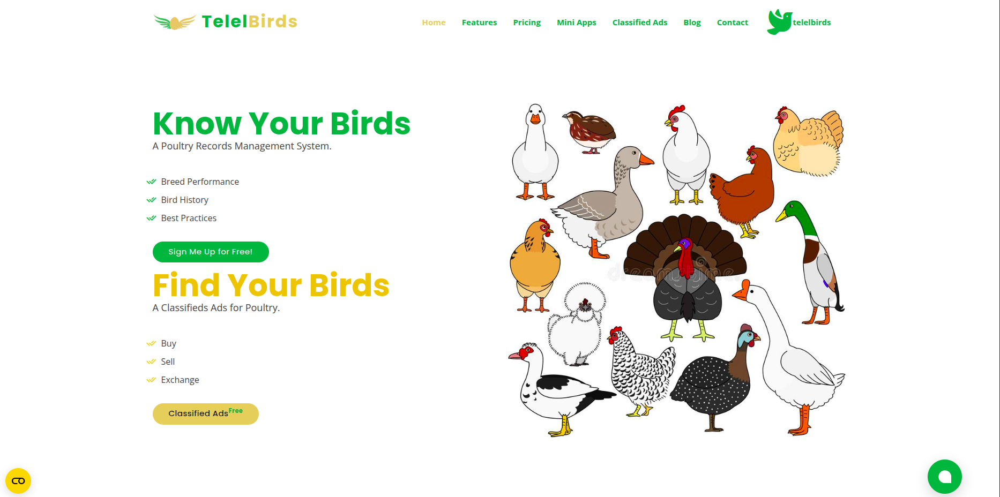 TelelBirds
Home Features Pricing Mini Apps Classified Ads Blog Contact telelbirds
Know Your Birds
A Poultry Records Management System.
Breed Performance
Bird History
Best Practices
Sign Me Up for Free!
Find Your Birds
A Classifieds Ads for Poultry.
Buy
Sell
Exchange
Classified Ads Free
dreamstime.